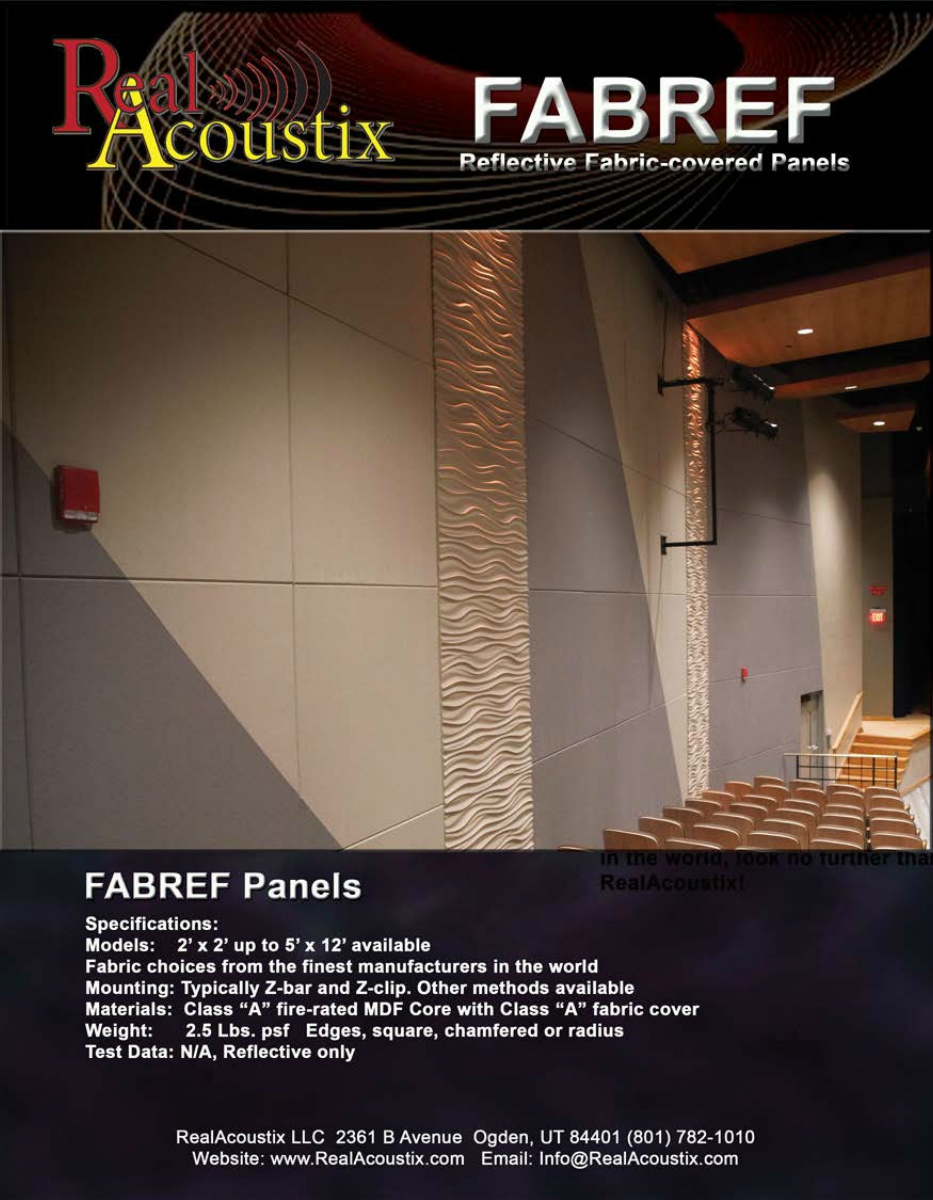 Real
Acoustix
FABREF
Reflective Fabric-covered Panels
EXIT
in the world, look no further tha
RealAcoustix!
FABREF Panels
Specifications:
Models: 2’ x 2’ up to 5’ x 12’ available
Fabric choices from the finest manufacturers in the world
Mounting: Typically Z-bar and Z-clip. Other methods available
Materials: Class “A” fire-rated MDF Core with Class “A” fabric cover
Weight: 2.5 Lbs. psf Edges, square, chamfered or radius
Test Data: N/A, Reflective only
RealAcoustix LLC 2361 B Avenue Ogden, UT 84401 (801) 782-1010
Website: www.RealAcoustix.com Email: Info@RealAcoustix.com